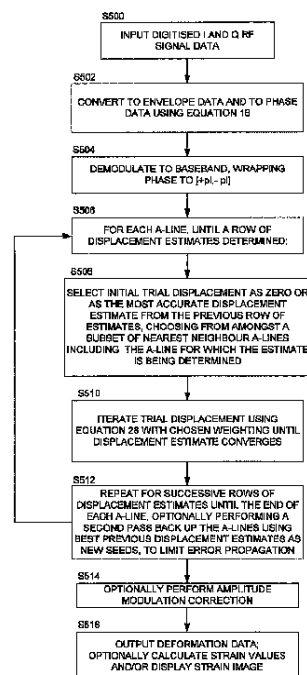 S500
INPUT DIGITISED I AND Q RF
SIGNAL DATA
S502
CONVERT TO ENVELOPE DATA AND TO PHASE
DATA USING EQUATION 16
S504
DEMODULATE TO BASEBAND, WRAPPING
PHASE TO [+pi,- pi]
S506
FOR EACH A-LINE, UNTIL A ROW OF
DISPLACEMENT ESTIMATES DETERMINED:
S508
SELECT INITIAL TRIAL DISPLACEMENT AS ZERO OR
AS THE MOST ACCURATE DISPLACEMENT
ESTIMATE FROM THE PREVIOUS ROW OF
ESTIMATES, CHOOSING FROM AMONGST A
SUBSET OF NEAREST NEIGHBOUR A-LINES
INCLUDING THE A-LINE FOR WHICH THE ESTIMATE
IS BEING DETERMINED
S510
ITERATE TRIAL DISPLACEMENT USING
EQUATION 28 WITH CHOSEN WEIGHTING UNTIL
DISPLACEMENT ESTIMATE CONVERGES
S512
REPEAT FOR SUCCESSIVE ROWS OF
DISPLACEMENT ESTIMATES UNTIL THE END OF
EACH A-LINE, OPTIONALLY PERFORMING A
SECOND PASS BACK UP THE A-LINES USING
BEST PREVIOUS DISPLACEMENT ESTIMATES AS
NEW SEEDS, TO LIMIT ERROR PROPAGATION
S514
OPTIONALLY PERFORM AMPLITUDE
MODULATION CORRECTION
S516
OUTPUT DEFORMATION DATA;
OPTIONALLY CALCULATE STRAIN VALUES
AND/OR DISPLAY STRAIN IMAGE